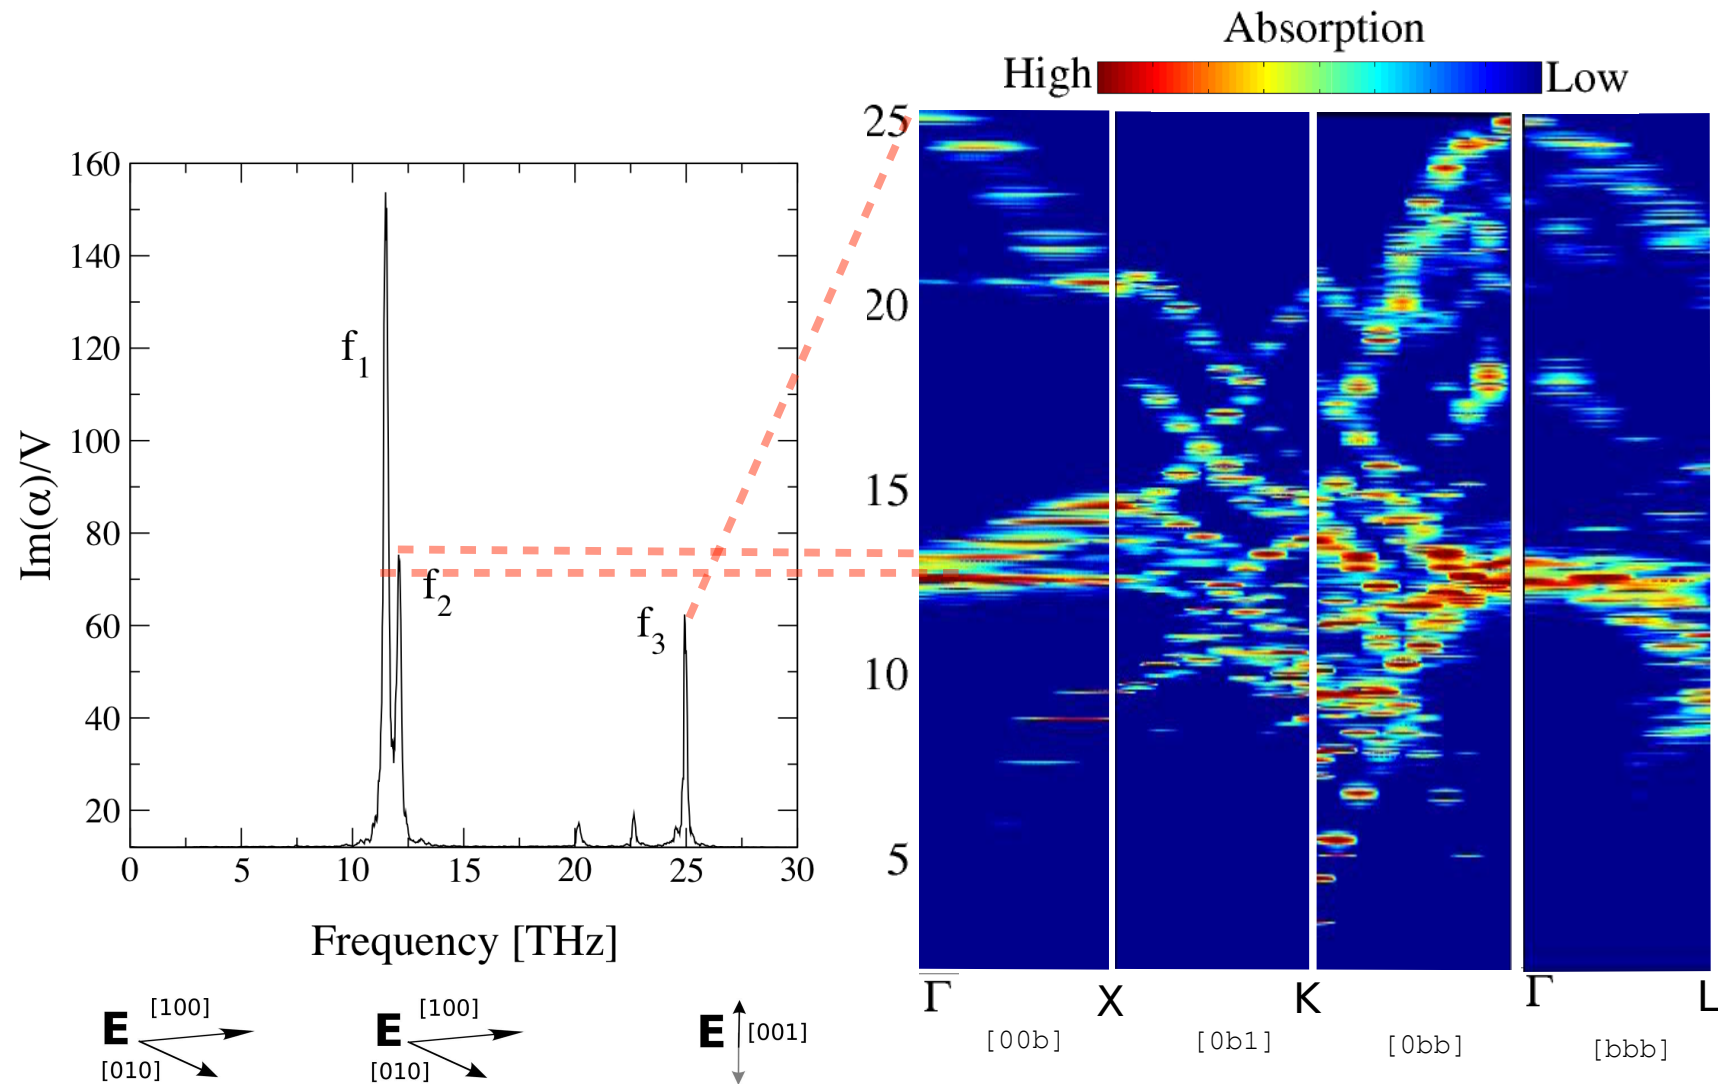 Absorption
High Low
160
140
120
100
80
60
40
20
Im(α)/V
f1
f2
f3
0 5 10 15 20 25 30
Frequency [THz]
25
20
15
10
5
Γ X K Γ L
[00b] [0b1] [0bb] [bbb]
E [100] [010]
E [100] [010]
E [001]